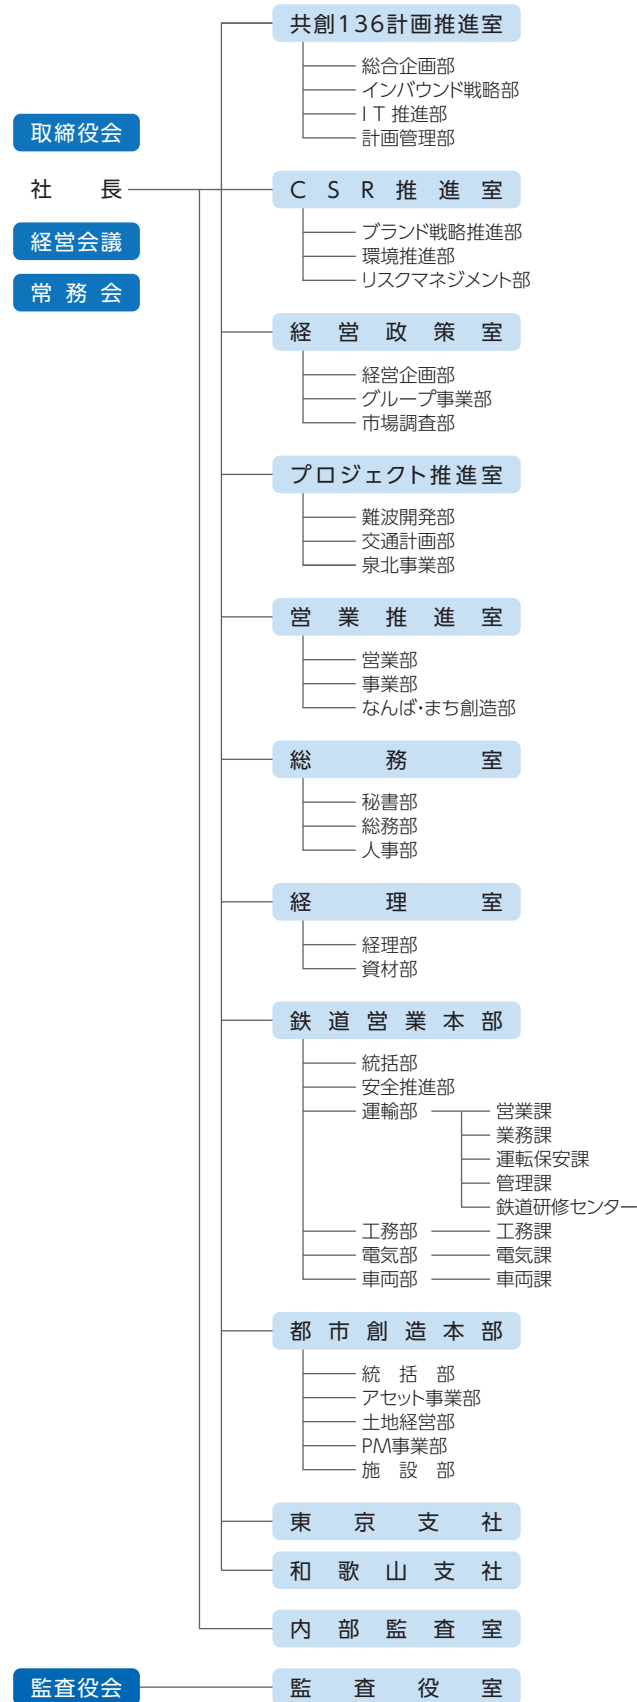 共創136計画推進室
総合企画部
インバウンド戦略部
IT推進部
計画管理部
取締役会
社長
経営会議
常務会
CSR推進室
ブランド戦略推進部
環境推進部
リスクマネジメント部
経営政策室
経営企画部
グループ事業部
市場調査部
プロジェクト推進室
難波開発部
交通計画部
泉北事業部
営業推進室
営業部
事業部
なんば・まち創造部
総務室
秘書部
総務部
人事部
経理室
経理部
資材部
鉄道営業本部
統括部
安全推進部
運輸部 営業課
業務課
運転保安課
管理課
鉄道研修センター
工務部 工務課
電気部 電気課
車両部 車両課
都市創造本部
統括部
アセット事業部
土地経営部
PM事業部
施設部
東京支社
和歌山支社
内部監査室
監査役会 監査役室